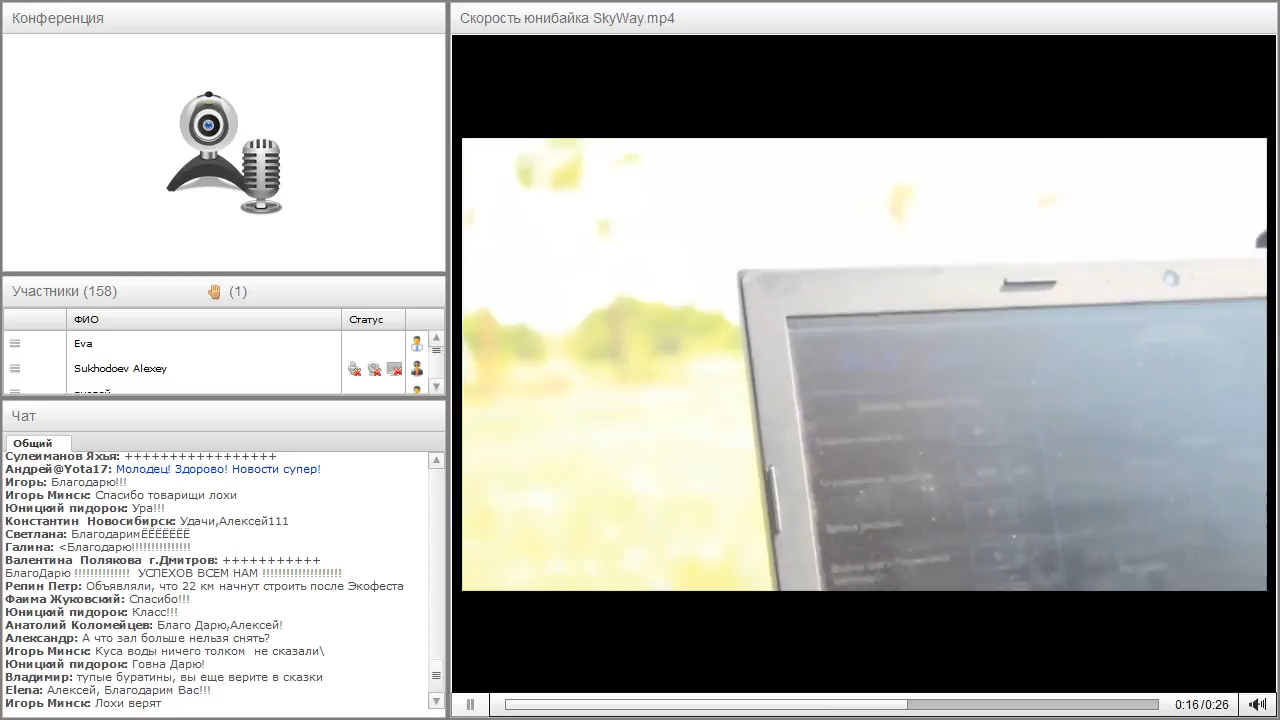 Конференция
Скорость юнибайка SkyWay.mp4
Участники (158) (1)
ФИО Статус
Eva
Sukhodoev Alexey
Чат
Общий
Сулейманов Яхья: +++++++++++++++++
Андрей@Yota17: Молодец! Здорово! Новости супер!
Игорь: Благодарю!!!
Игорь Минск: Спасибо товарищи лохи
Юницкий пидорок: Ура!!!
Константин Новосибирск: Удачи,Алексей111
Светлана: БлагодаримЁЁЁЁЁЁЁ
Галина: <Благодарю!!!!!!!!!!!!!!!
Валентина Полякова г.Дмитров: +++++++++++
БлагоДарю !!!!!!!!!!!!!! УСПЕХОВ ВСЕМ НАМ !!!!!!!!!!!!!!!!!!!!
Репин Петр: Объявляли, что 22 км начнут строить после Экофеста
Фаима Жуковский: Спасибо!!!
Юницкий пидорок: Класс!!!
Анатолий Коломейцев: Благо Дарю,Алексей!
Александр: А что зал больше нельзя снять?
Игорь Минск: Куса воды ничего толком не сказали\
Юницкий пидорок: Говна Дарю!
Владимир: тупые буратины, вы еще верите в сказки
Elena: Алексей, Благодарим Вас!!!
Игорь Минск: Лохи верят
0:16/0:26